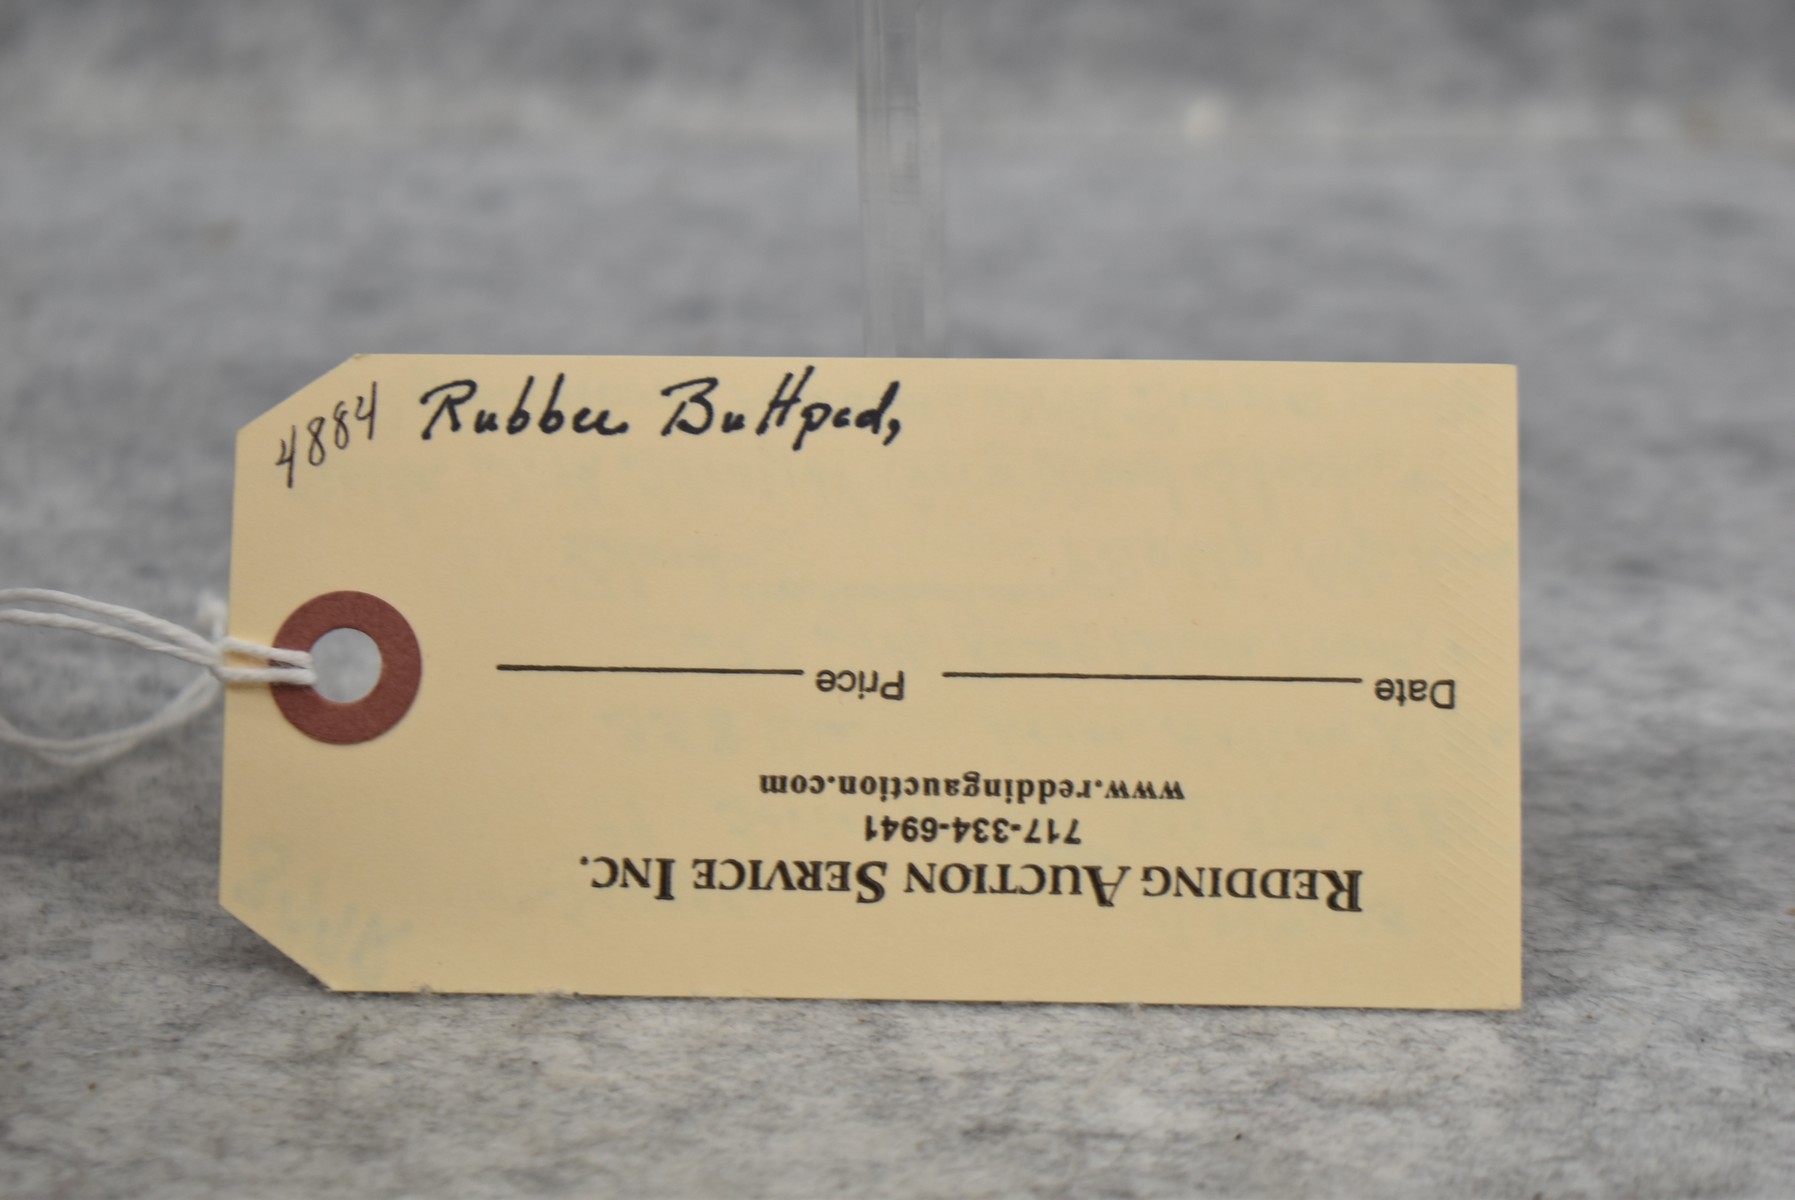 4884 Rubber Buttpad,
REDDING AUCTION SERVICE INC.
717-334-6941
www.reddingauction.com
Date Price